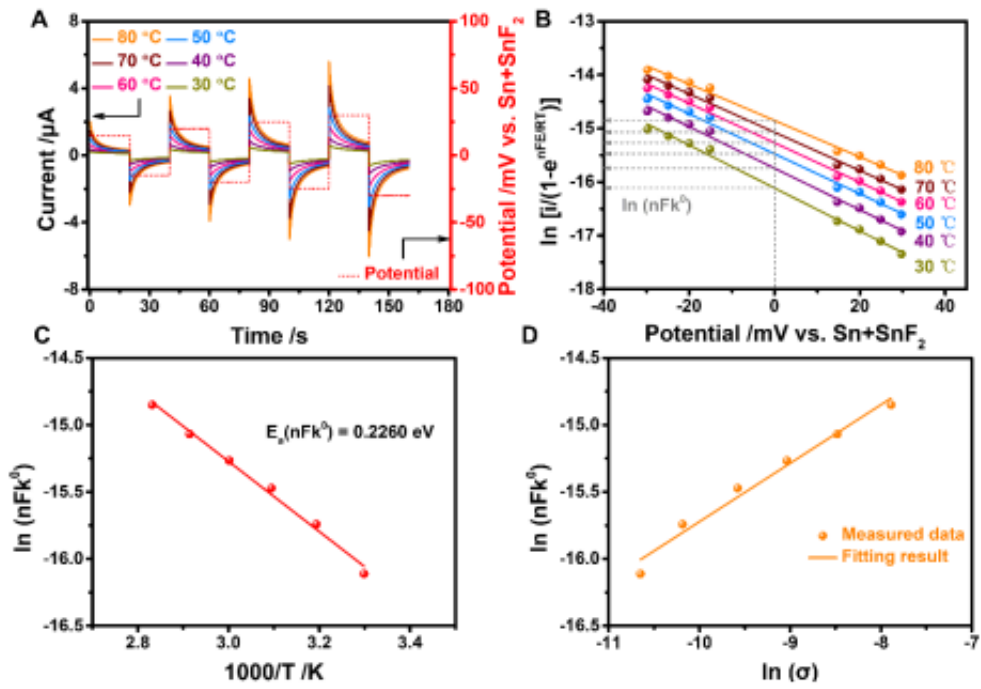 A
80 °C 50 °C
70 °C 40 °C
60 °C 30 °C
Potential
Current /μA
8
4
0
-4
-8
0 30 60 90 120 150 180
Time /s
100
50
0
-50
-100
Potential /mV vs. Sn+SnF₂
B
ln [i/(1-e^{nFE/RT})]
-14
-15
-16
-17
-18
80 ℃
70 ℃
60 ℃
50 ℃
40 ℃
30 ℃
ln (nFk⁰)
-40 -20 0 20 40
Potential /mV vs. Sn+SnF₂
C
ln (nFk⁰)
-14.5
-15.0
-15.5
-16.0
-16.5
Eₐ(nFk⁰) = 0.2260 eV
2.8 3.0 3.2 3.4
1000/T /K
D
ln (nFk⁰)
-14.5
-15.0
-15.5
-16.0
-16.5
Measured data
Fitting result
-11 -10 -9 -8 -7
ln (σ)